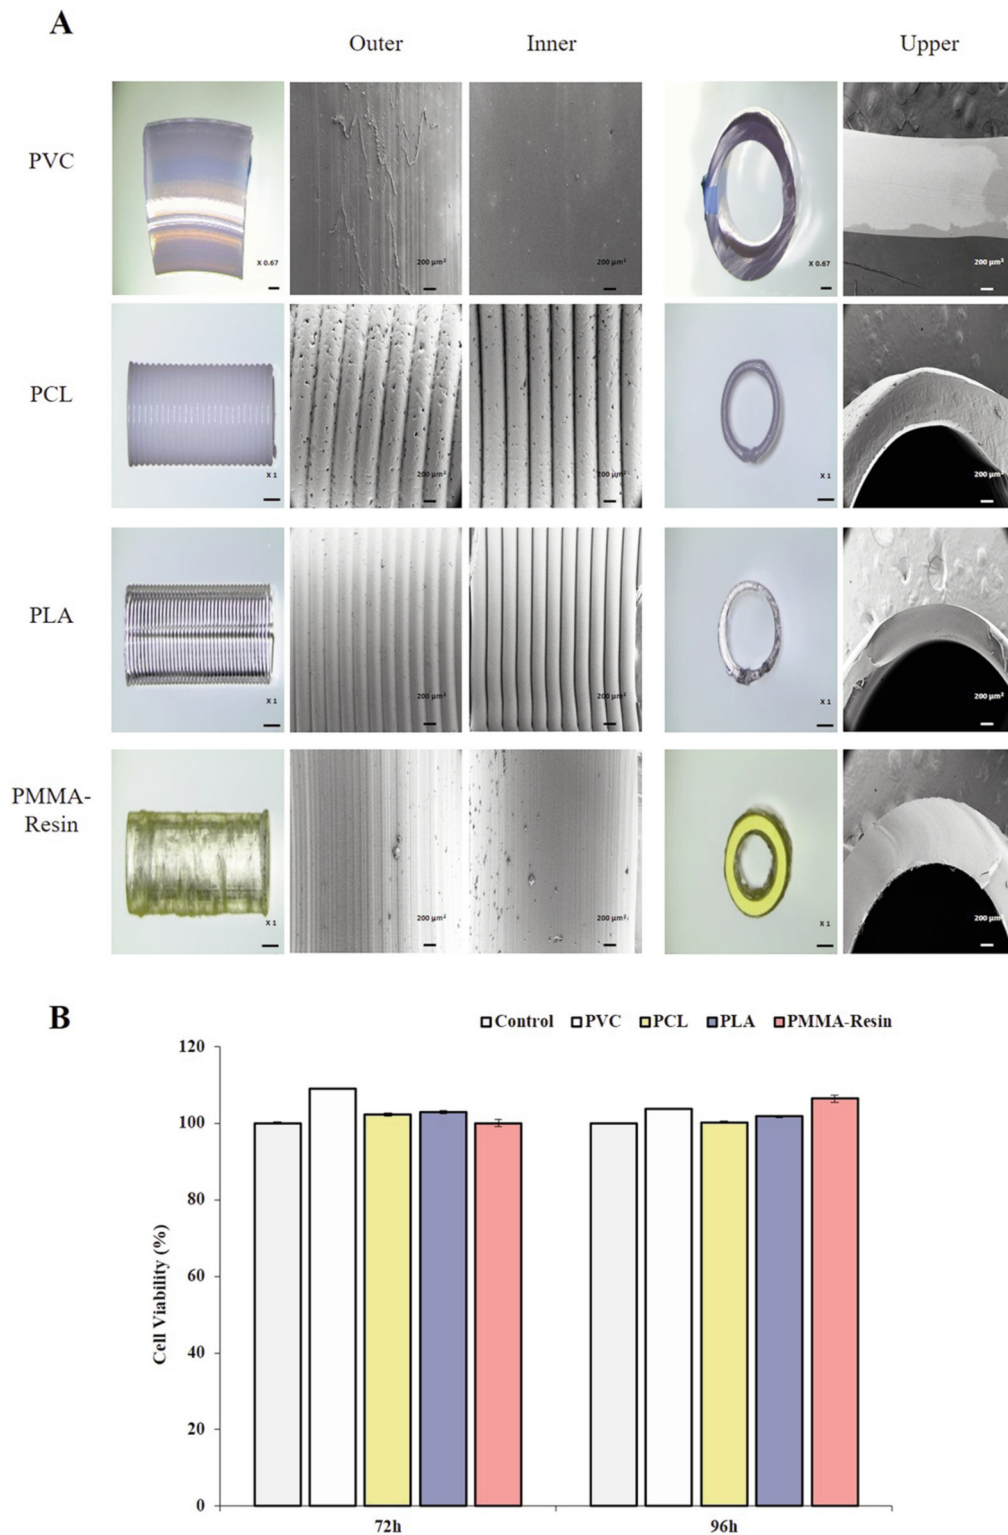 A
Outer Inner Upper
PVC
X 0.67 200 µm² 200 µm² X 0.67 200 µm²
PCL
X 1 200 µm² 200 µm² X 1 200 µm²
PLA
X 1 200 µm² 200 µm² X 1 200 µm²
PMMA-
Resin
X 1 200 µm² 200 µm² X 1 200 µm²
B
Control PVC PCL PLA PMMA-Resin
120
100
80
60
40
20
0
Cell Viability (%)
72h 96h